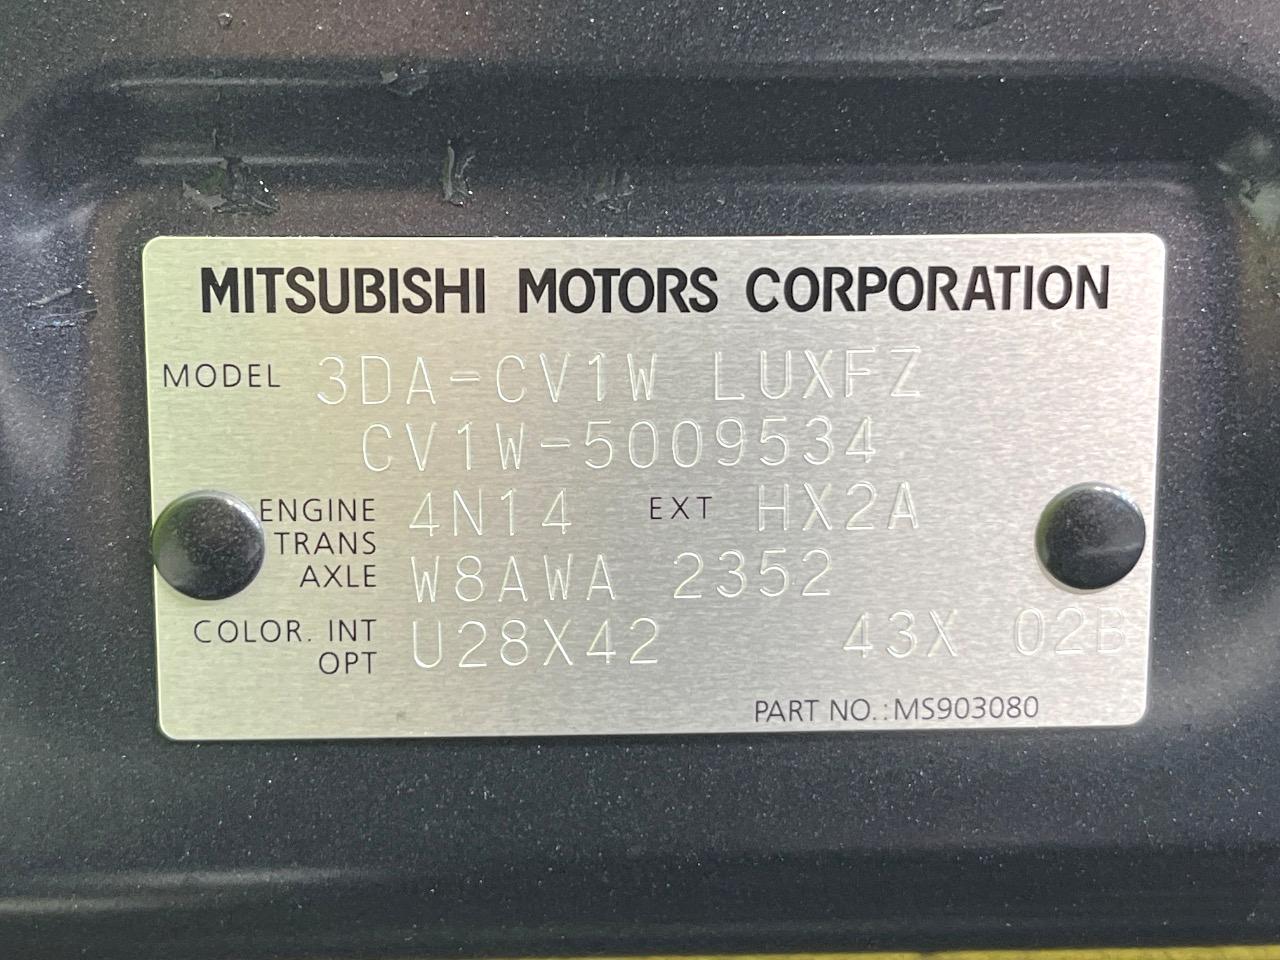 MITSUBISHI MOTORS CORPORATION
MODEL 3DA-CV1W LUXFZ
CV1W-5009534
ENGINE 4N14 EXT HX2A
TRANS
AXLE W8AWA 2352
COLOR. INT U28X42 43X 02B
OPT
PART NO.:MS903080